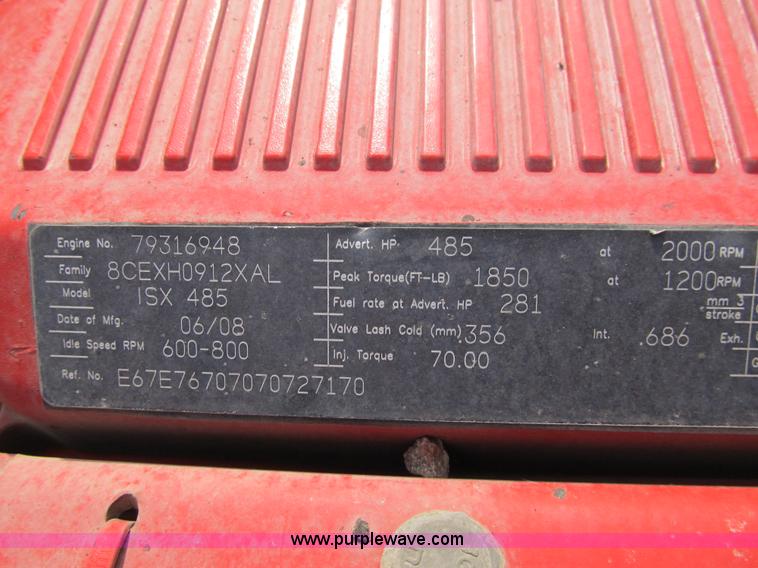 Engine No. 79316948
Family 8CEXH0912XAL
Model ISX 485
Date of Mfg. 06/08
Idle Speed RPM 600-800
Ref. No. E67E76707070727170
Advert. HP 485 at 2000 RPM
Peak Torque(FT-LB) 1850 at 1200 RPM
Fuel rate at Advert. HP 281 mm 3 stroke
Valve Lash Cold (mm) .356 Int. .686 Exh.
Inj. Torque 70.00
www.purplewave.com